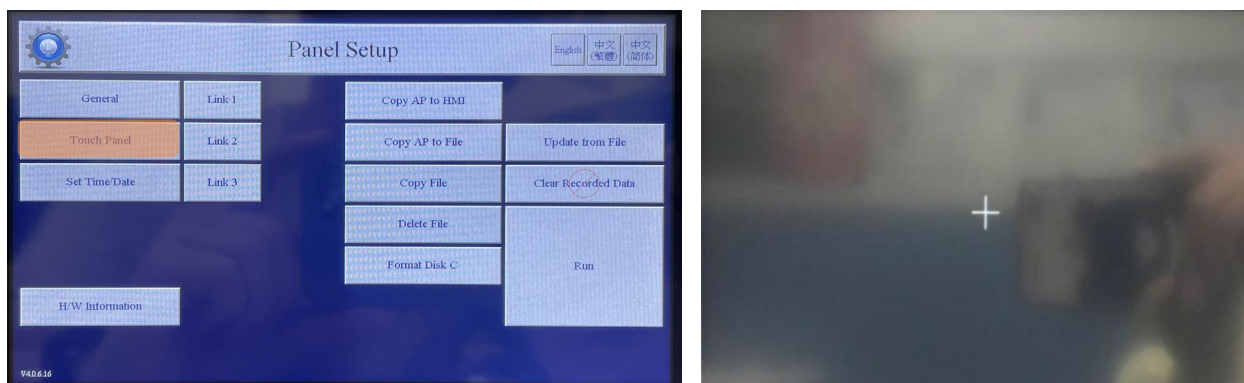 Panel Setup
English
中文
(繁體)
中文
(简体)
General
Link 1
Copy AP to HMI
Touch Panel
Link 2
Copy AP to File
Update from File
Set Time/Date
Link 3
Copy File
Clear Recorded Data
Delete File
Format Disk C
Run
H/W Information
V4.0.6.16